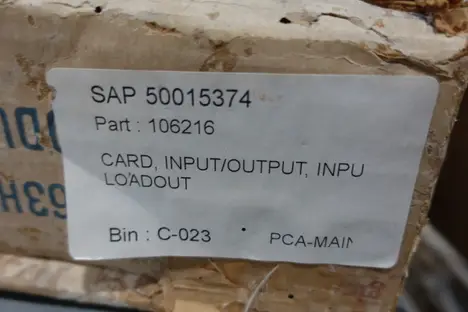 SAP 50015374
Part : 106216
CARD, INPUT/OUTPUT, INPU
LOADOUT
Bin : C-023 PCA-MAIN